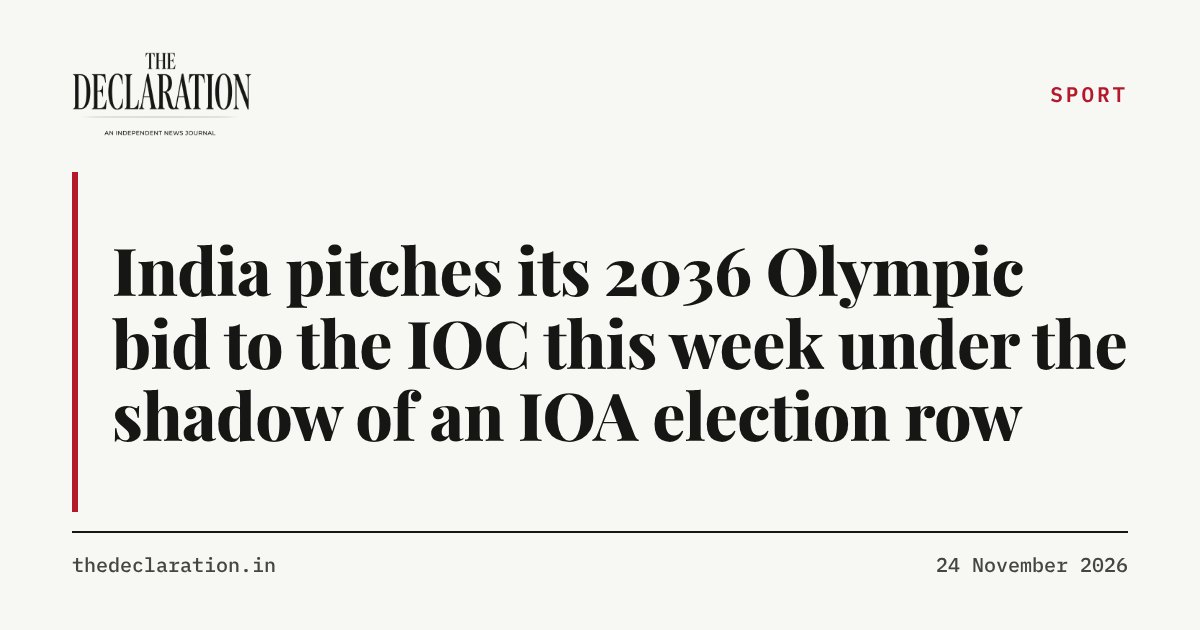 THE
DECLARATION
AN INDEPENDENT NEWS JOURNAL
SPORT
India pitches its 2036 Olympic
bid to the IOC this week under the
shadow of an IOA election row
thedeclaration.in
24 November 2026